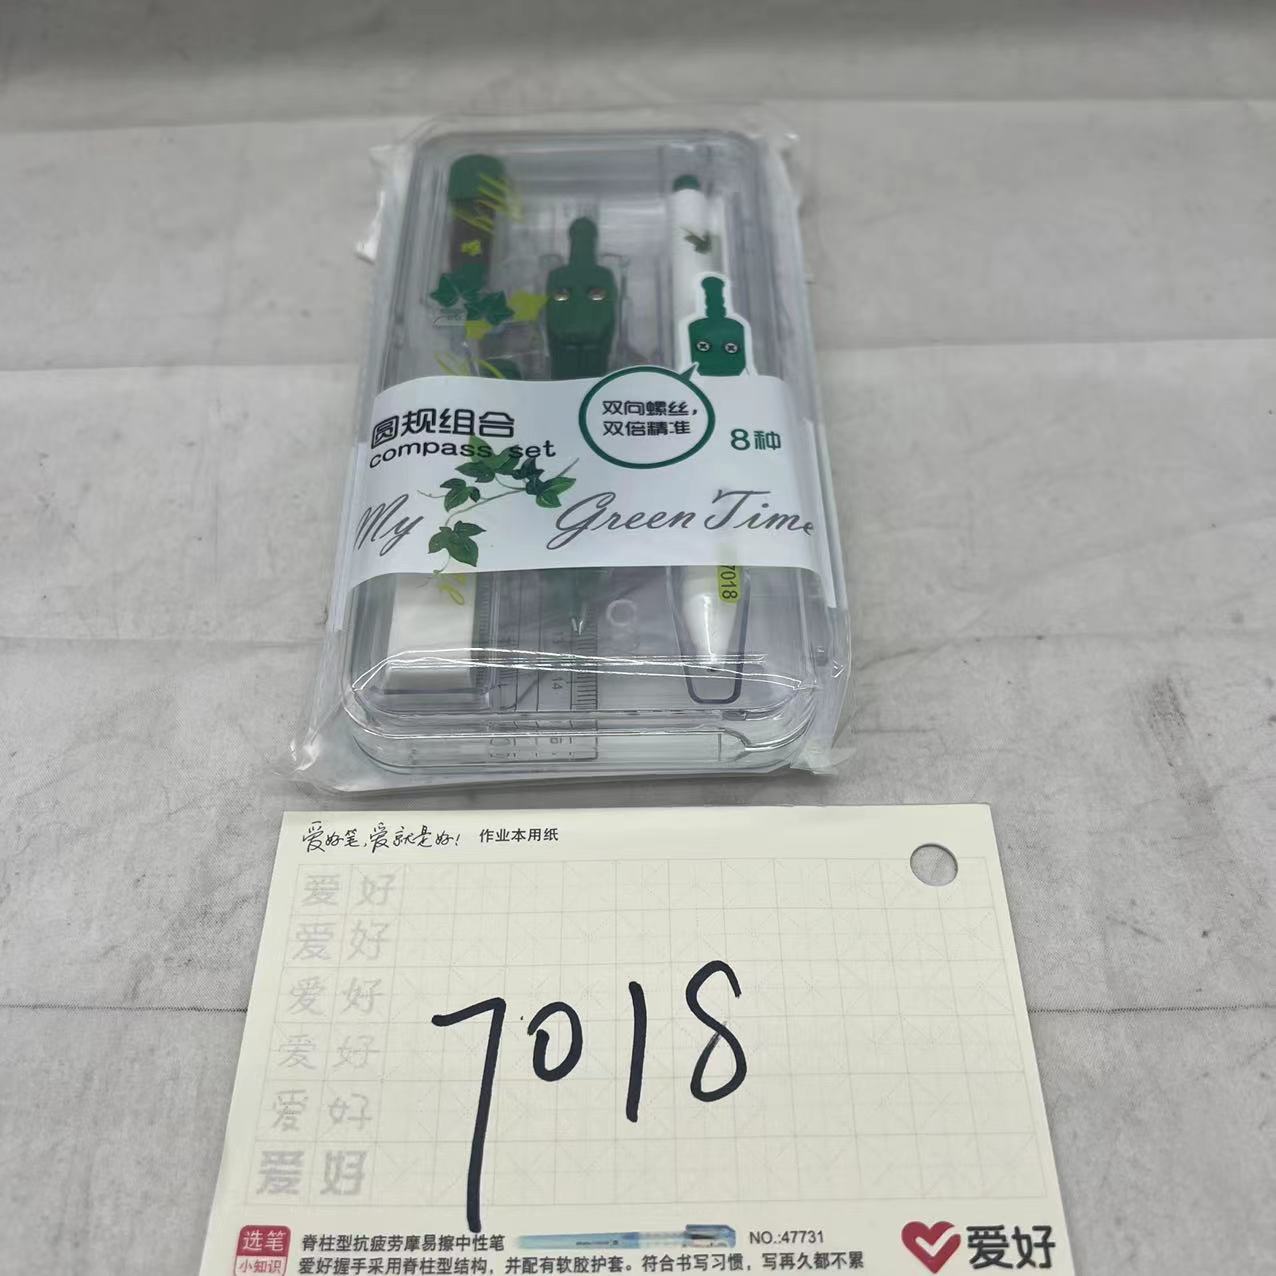 圆规组合
compass set
双向螺丝，
双倍精准
8种
My Green Time
7018
14
爱好笔,爱就是好! 作业本用纸
爱 好
爱 好
爱 好
爱 好
爱 好
爱 好
7018
选笔
小知识
脊柱型抗疲劳摩易擦中性笔
NO.:47731
爱好握手采用脊柱型结构，并配有软胶护套。符合书写习惯，写再久都不累
爱好